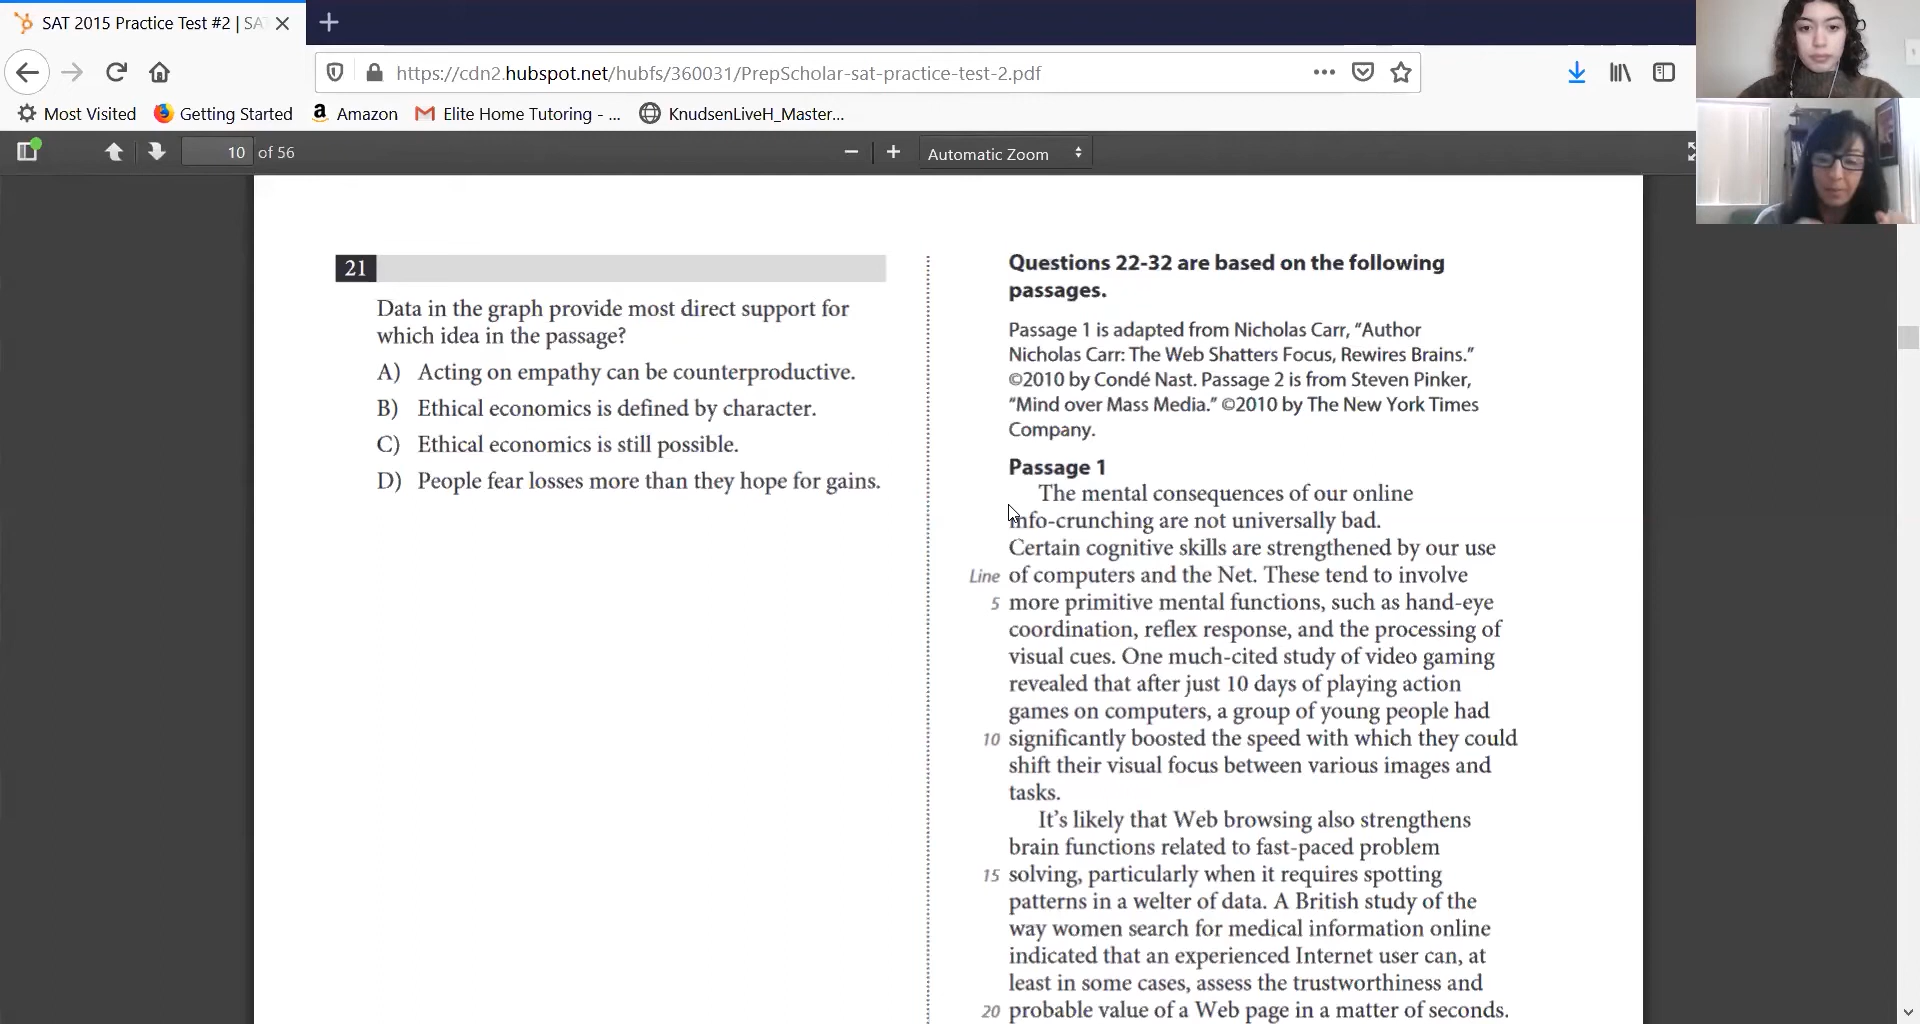 SAT 2015 Practice Test #2 | SA
https://cdn2.hubspot.net/hubfs/360031/PrepScholar-sat-practice-test-2.pdf
Most Visited Getting Started Amazon Elite Home Tutoring - ... KnudsenLiveH_Master...
10 of 56 Automatic Zoom
21
Data in the graph provide most direct support for
which idea in the passage?
A) Acting on empathy can be counterproductive.
B) Ethical economics is defined by character.
C) Ethical economics is still possible.
D) People fear losses more than they hope for gains.
Questions 22-32 are based on the following
passages.
Passage 1 is adapted from Nicholas Carr, “Author
Nicholas Carr: The Web Shatters Focus, Rewires Brains.”
©2010 by Condé Nast. Passage 2 is from Steven Pinker,
“Mind over Mass Media.” ©2010 by The New York Times
Company.
Passage 1
The mental consequences of our online
info-crunching are not universally bad.
Certain cognitive skills are strengthened by our use
Line of computers and the Net. These tend to involve
5 more primitive mental functions, such as hand-eye
coordination, reflex response, and the processing of
visual cues. One much-cited study of video gaming
revealed that after just 10 days of playing action
games on computers, a group of young people had
10 significantly boosted the speed with which they could
shift their visual focus between various images and
tasks.
It’s likely that Web browsing also strengthens
brain functions related to fast-paced problem
15 solving, particularly when it requires spotting
patterns in a welter of data. A British study of the
way women search for medical information online
indicated that an experienced Internet user can, at
least in some cases, assess the trustworthiness and
20 probable value of a Web page in a matter of seconds.